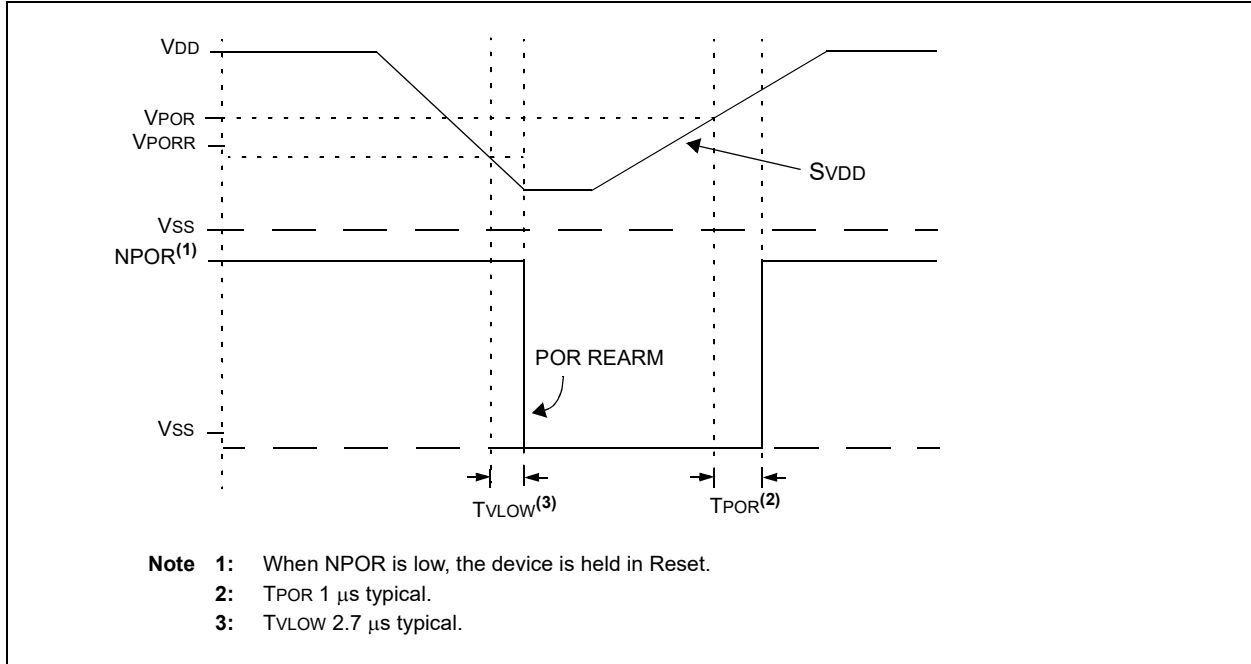 VDD
VPOR
VPORR
SVDD
VSS
NPOR(1)
POR REARM
VSS
TVLOW(3)
TPOR(2)
Note 1: When NPOR is low, the device is held in Reset.
2: TPOR 1 μs typical.
3: TVLOW 2.7 μs typical.